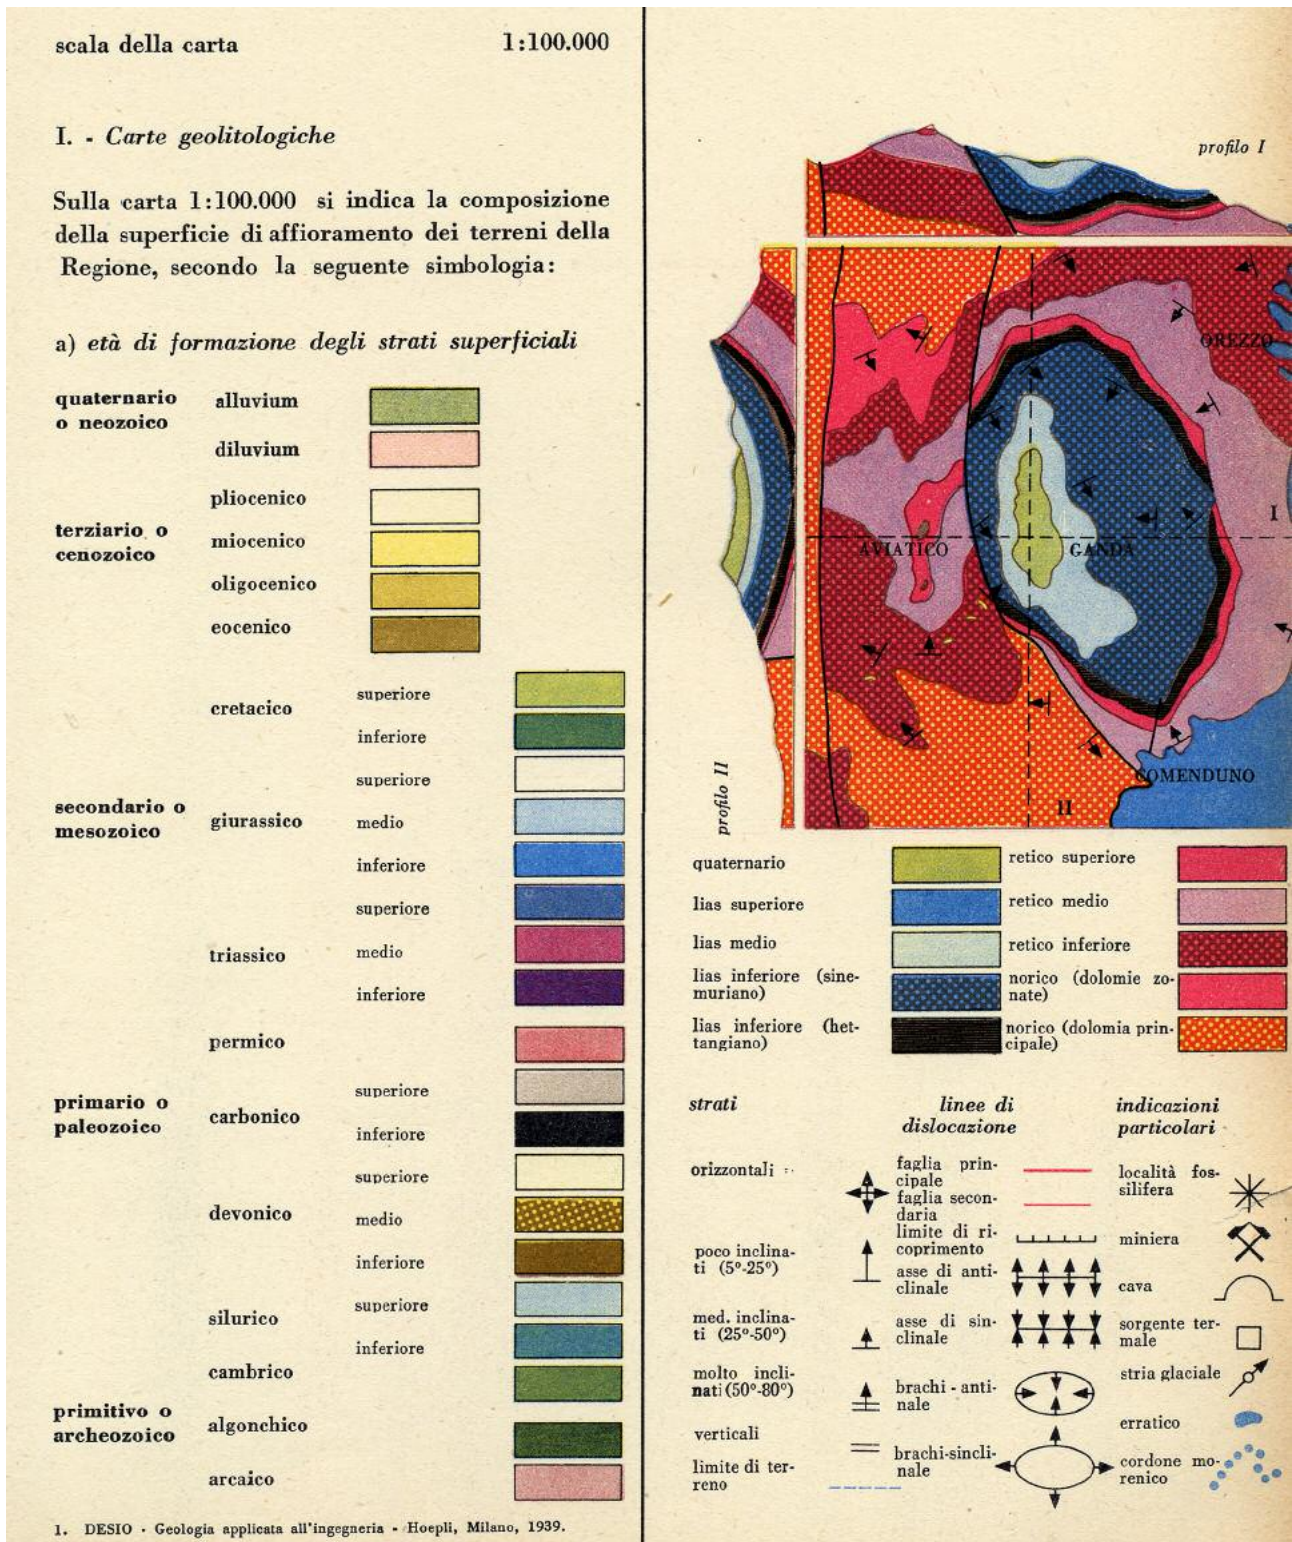 scala della carta 1:100.000
I. - Carte geolitologiche
Sulla carta 1:100.000 si indica la composizione
della superficie di affioramento dei terreni della
Regione, secondo la seguente simbologia:
a) età di formazione degli strati superficiali
quaternario
o neozoico
alluvium
diluvium
terziario o
cenozoico
pliocenico
miocenico
oligocenico
eocenico
secondario o
mesozoico
cretacico
superiore
inferiore
giurassico
superiore
medio
inferiore
triassico
superiore
medio
inferiore
primario o
paleozoico
permico
carbonico
superiore
inferiore
devonico
superiore
medio
inferiore
silurico
superiore
inferiore
cambrico
primitivo o
archeozoico
algonchico
arcaico
1. DESIO - Geologia applicata all'ingegneria - Hoepli, Milano, 1939.
profilo I
OREZZO
I
AVIATICO
GANDA
COMENDUNO
II
profilo II
quaternario
lias superiore
lias medio
lias inferiore (sine-
muriano)
lias inferiore (het-
tangiano)
retico superiore
retico medio
retico inferiore
norico (dolomie zo-
nate)
norico (dolomia prin-
cipale)
strati
orizzontali
poco inclina-
ti (5°-25°)
med. inclina-
ti (25°-50°)
molto incli-
nati (50°-80°)
verticali
limite di ter-
reno
linee di
dislocazione
faglia prin-
cipale
faglia secon-
daria
limite di ri-
coprimento
asse di anti-
clinale
asse di sin-
clinale
brachi - anti-
nale
brachi-sincli-
nale
indicazioni
particolari
località fos-
silifera
miniera
cava
sorgente ter-
male
stria glaciale
erratico
cordone mo-
renico